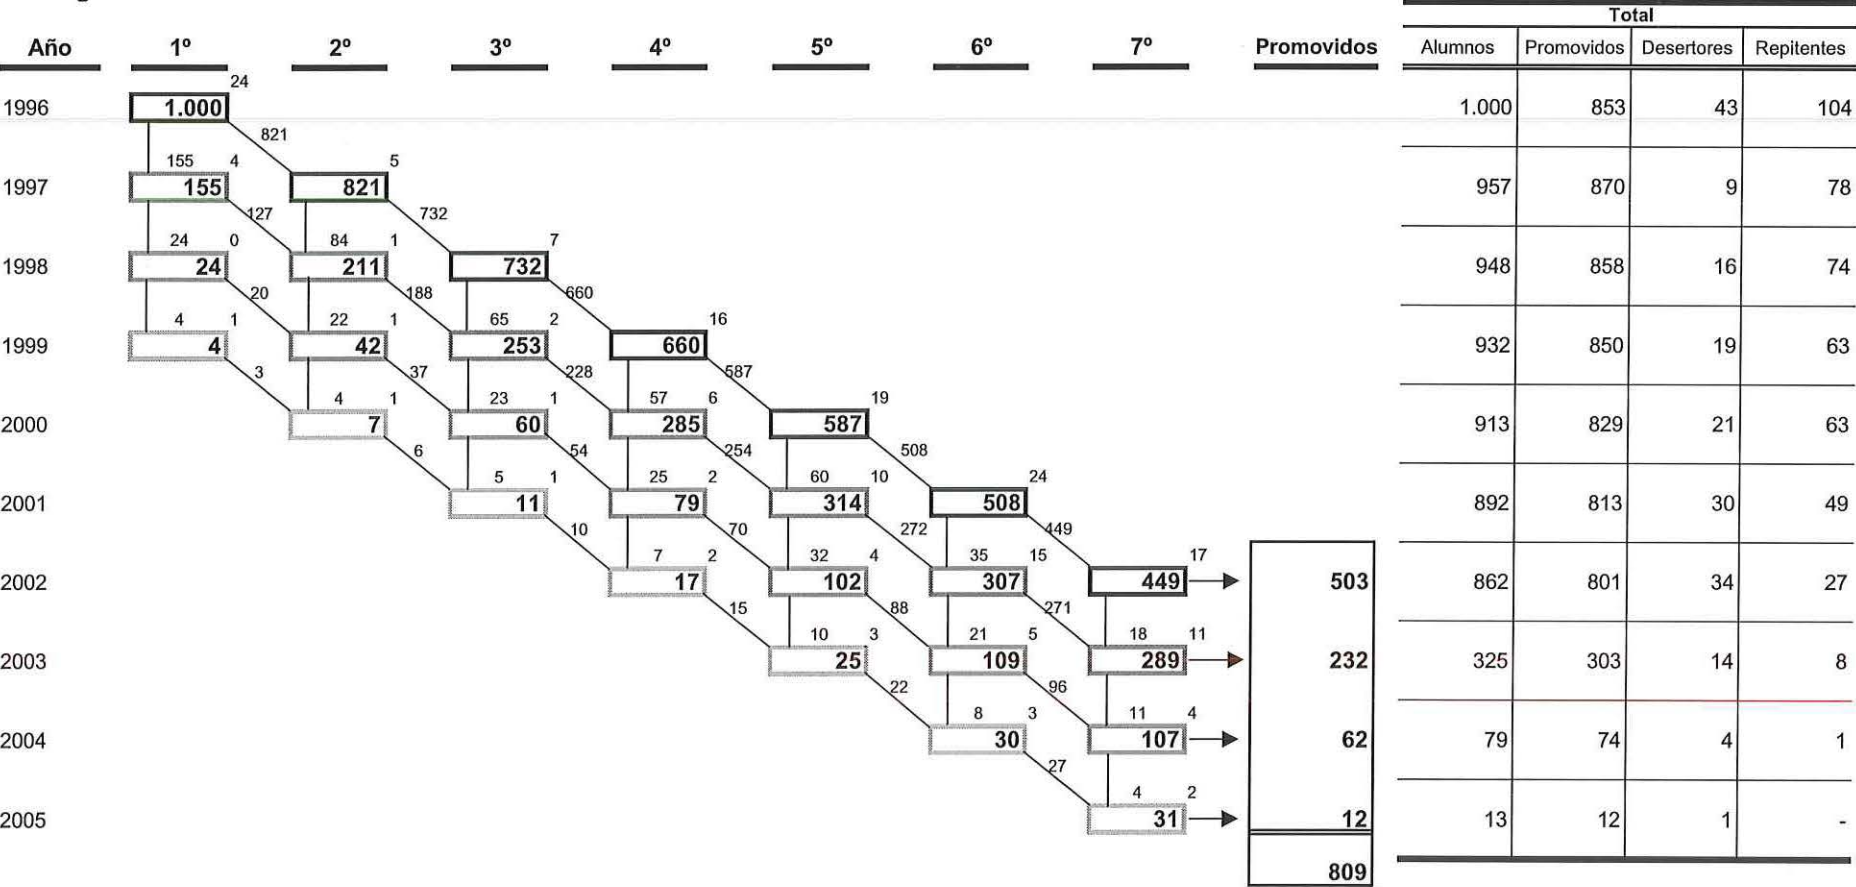 Total
Año 1º 2º 3º 4º 5º 6º 7º Promovidos Alumnos Promovidos Desertores Repitentes
24
1996 1.000 1.000 853 43 104
821
155 4 5
1997 155 821 957 870 9 78
127 732
24 0 84 1 7
1998 24 211 732 948 858 16 74
20 188 660
4 1 22 1 65 2 16
1999 4 42 253 660 932 850 19 63
3 37 228 587
4 1 23 1 57 6 19
2000 7 60 285 587 913 829 21 63
6 54 254 508
5 1 25 2 60 10 24
2001 11 79 314 508 892 813 30 49
10 70 272 449
7 2 32 4 35 15 17
2002 17 102 307 449 503 862 801 34 27
15 88 271
10 3 21 5 18 11
2003 25 109 289 232 325 303 14 8
22 96
8 3 11 4
2004 30 107 62 79 74 4 1
27
4 2
2005 31 12 13 12 1 -
809